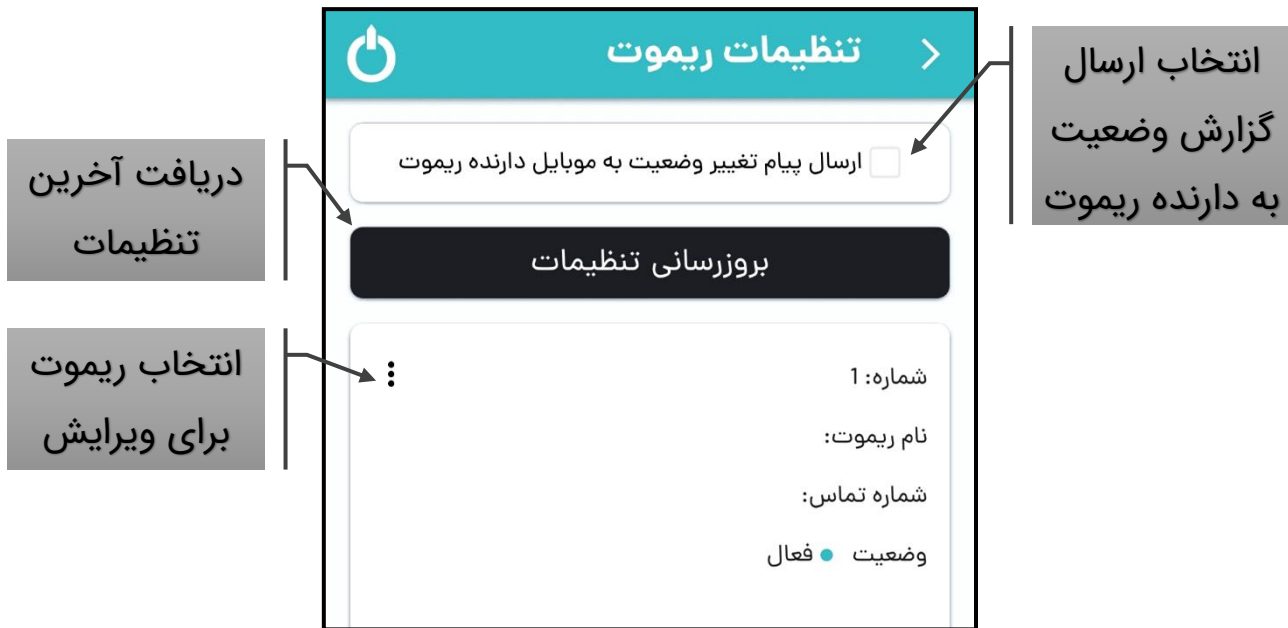 تنظیمات ریموت
انتخاب ارسال
گزارش وضعیت
به دارنده ریموت
ارسال پیام تغییر وضعیت به موبایل دارنده ریموت
دریافت آخرین
تنظیمات
بروزرسانی تنظیمات
انتخاب ریموت
برای ویرایش
شماره: 1
نام ریموت:
شماره تماس:
وضعیت فعال